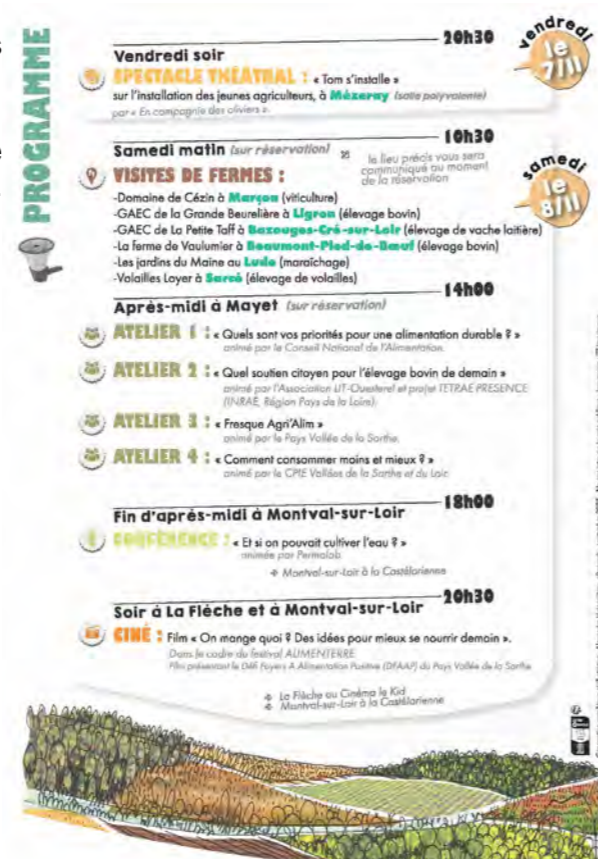 PROGRAMME
vendredi
le
7/11
20h30
Vendredi soir
SPECTACLE THÉATRAL : « Tom s'installe »
sur l'installation des jeunes agriculteurs, à Mézeray (salle polyvalente)
par « En compagnie des oliviers ».
samedi
le
8/11
10h30
Samedi matin (sur réservation)
le lieu précis vous sera
communiqué au moment
de la réservation
VISITES DE FERMES :
-Domaine de Cézin à Marçon (viticulture)
-GAEC de la Grande Beurelière à Ligron (élevage bovin)
-GAEC de La Petite Taff à Bazouges-Cré-sur-Loir (élevage de vache laitière)
-La ferme de Vaulumier à Beaumont-Pied-de-Bœuf (élevage bovin)
-Les jardins du Maine au Lude (maraîchage)
-Volailles Loyer à Sarcé (élevage de volailles)
14h00
Après-midi à Mayet (sur réservation)
ATELIER 1 : « Quels sont vos priorités pour une alimentation durable ? »
animé par le Conseil National de l'Alimentation.
ATELIER 2 : « Quel soutien citoyen pour l'élevage bovin de demain »
animé par l'Association UT-Ouesterel et projet TETRAE PRESENCE
(INRAE, Région Pays de la Loire).
ATELIER 3 : « Fresque Agri'Alim »
animé par le Pays Vallée de la Sarthe.
ATELIER 4 : « Comment consommer moins et mieux ? »
animé par le CPIE Vallées de la Sarthe et du Loir.
18h00
Fin d'après-midi à Montval-sur-Loir
CONFÉRENCE : « Et si on pouvait cultiver l'eau ? »
animée par Permalab
Montval-sur-Loir à la Castélorienne
20h30
Soir à La Flèche et à Montval-sur-Loir
CINÉ : Film « On mange quoi ? Des idées pour mieux se nourrir demain ».
Dans le cadre du festival ALIMENTERRE
Film présentant le Défi Foyers A Alimentation Positive (DFAAP) du Pays Vallée de la Sarthe
La Flèche au Cinéma le Kid
Montval-sur-Loir à la Castélorienne